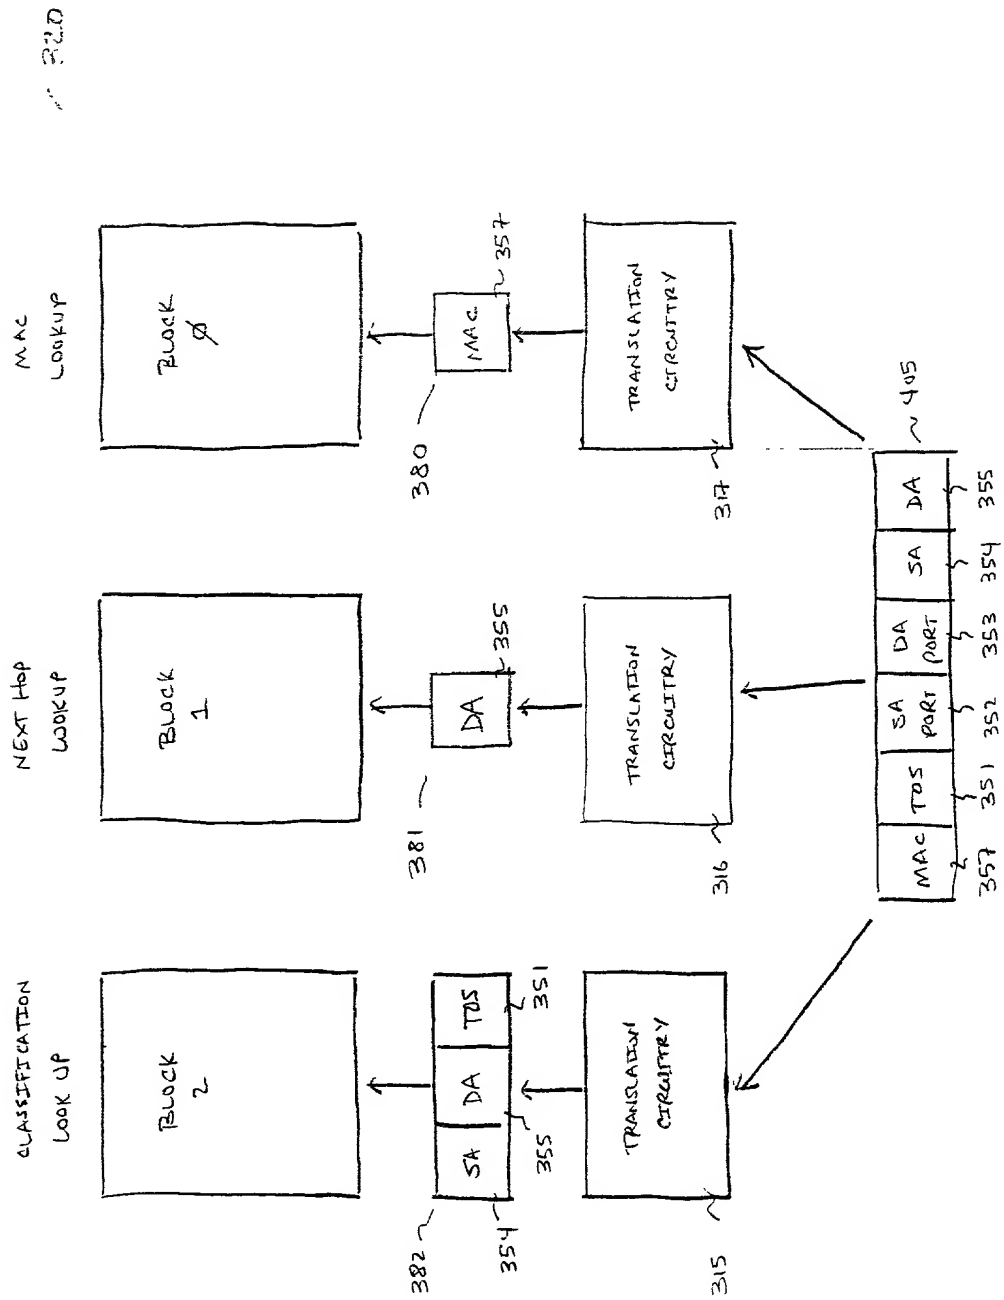 CLASSIFICATION
LOOK UP
NEXT HOP
LOOKUP
MAC
LOOKUP
320
BLOCK
2
BLOCK
1
BLOCK
0
382
SA DA TOS
354
355
351
381
DA
355
380
MAC
357
TRANSLATION
CIRCUITRY
315
TRANSLATION
CIRCUITRY
316
TRANSLATION
CIRCUITRY
317
MAC TOS SA PORT DA PORT SA DA
405
357 351 352 353 354 355